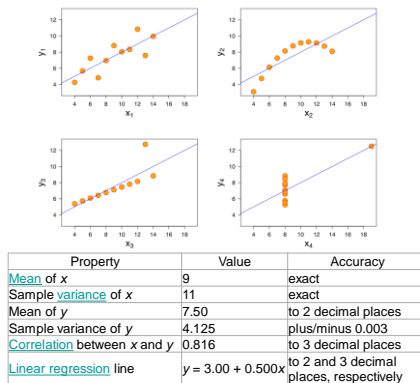 12
10
8
6
4
y1
4 6 8 10 12 14 16 18
x1
12
10
8
6
4
y2
4 6 8 10 12 14 16 18
x2
12
10
8
6
4
y3
4 6 8 10 12 14 16 18
x3
12
10
8
6
4
y4
4 6 8 10 12 14 16 18
x4
Property Value Accuracy
Mean of x 9 exact
Sample variance of x 11 exact
Mean of y 7.50 to 2 decimal places
Sample variance of y 4.125 plus/minus 0.003
Correlation between x and y 0.816 to 3 decimal places
Linear regression line y = 3.00 + 0.500x to 2 and 3 decimal
places, respectively